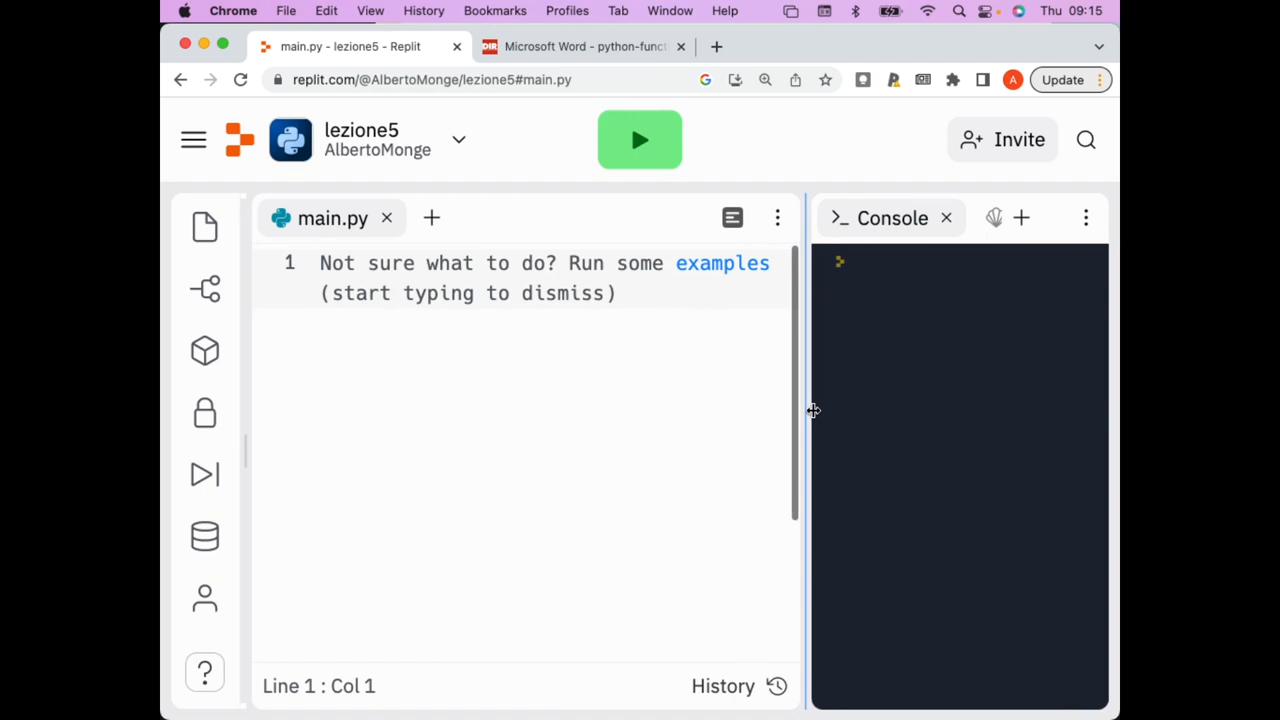 Chrome File Edit View History Bookmarks Profiles Tab Window Help Thu 09:15
main.py - lezione5 - Replit
DIR Microsoft Word - python-funct
replit.com/@AlbertoMonge/lezione5#main.py
G
A
Update
lezione5
AlbertoMonge
Invite
main.py
Console
1 Not sure what to do? Run some examples
(start typing to dismiss)
?
Line 1 : Col 1
History